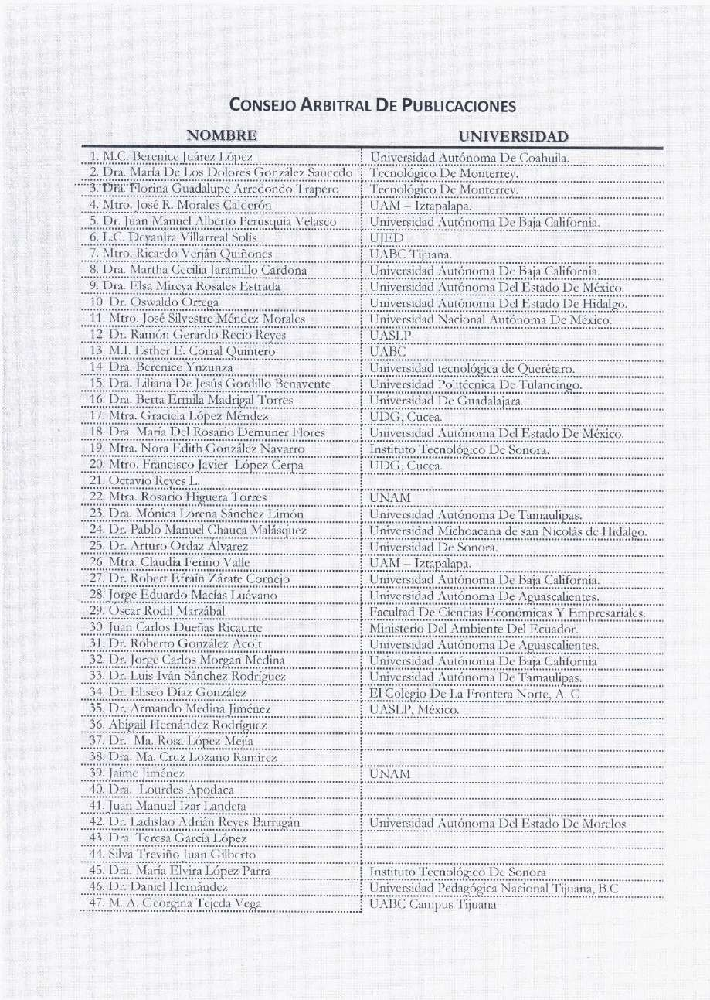 CONSEJO ARBITRAL DE PUBLICACIONES
NOMBRE UNIVERSIDAD
1. M.C. Berenice Juárez López Universidad Autónoma De Coahuila.
2. Dra. María De Los Dolores González Saucedo Tecnológico De Monterrey.
3. Dra. Florina Guadalupe Arredondo Trapero Tecnológico De Monterrey.
4. Mtro. José R. Morales Calderón UAM – Iztapalapa.
5. Dr. Juan Manuel Alberto Perusquía Velasco Universidad Autónoma De Baja California.
6. L.C. Deyanira Villarreal Solís UJED
7. Mtro. Ricardo Verján Quiñones UABC Tijuana.
8. Dra. Martha Cecilia Jaramillo Cardona Universidad Autónoma De Baja California.
9. Dra. Elsa Mireya Rosales Estrada Universidad Autónoma Del Estado De México.
10. Dr. Oswaldo Ortega Universidad Autónoma Del Estado De Hidalgo.
11. Mtro. José Silvestre Méndez Morales Universidad Nacional Autónoma De México.
12. Dr. Ramón Gerardo Recio Reyes UASLP
13. M.I. Esther E. Corral Quintero UABC
14. Dra. Berenice Ynzunza Universidad tecnológica de Querétaro.
15. Dra. Liliana De Jesús Gordillo Benavente Universidad Politécnica De Tulancingo.
16. Dra. Berta Ermila Madrigal Torres Universidad De Guadalajara.
17. Mtra. Graciela López Méndez UDG, Cucea.
18. Dra. María Del Rosario Demuner Flores Universidad Autónoma Del Estado De México.
19. Mtra. Nora Edith González Navarro Instituto Tecnológico De Sonora.
20. Mtro. Francisco Javier López Cerpa UDG, Cucea.
21. Octavio Reyes L.
22. Mtra. Rosario Higuera Torres UNAM
23. Dra. Mónica Lorena Sánchez Limón Universidad Autónoma De Tamaulipas.
24. Dr. Pablo Manuel Chauca Malásquez Universidad Michoacana de san Nicolás de Hidalgo.
25. Dr. Arturo Ordaz Álvarez Universidad De Sonora.
26. Mtra. Claudia Ferino Valle UAM – Iztapalapa.
27. Dr. Robert Efraín Zárate Cornejo Universidad Autónoma De Baja California.
28. Jorge Eduardo Macías Luévano Universidad Autónoma De Aguascalientes.
29. Óscar Rodil Marzábal Facultad De Ciencias Económicas Y Empresariales.
30. Juan Carlos Dueñas Ricaurte Ministerio Del Ambiente Del Ecuador.
31. Dr. Roberto González Acolt Universidad Autónoma De Aguascalientes.
32. Dr. Jorge Carlos Morgan Medina Universidad Autónoma De Baja California
33. Dr. Luis Iván Sánchez Rodríguez Universidad Autónoma De Tamaulipas.
34. Dr. Eliseo Díaz González El Colegio De La Frontera Norte, A. C
35. Dr. Armando Medina Jiménez UASLP, México.
36. Abigail Hernández Rodríguez
37. Dr. Ma. Rosa López Mejía
38. Dra. Ma. Cruz Lozano Ramírez
39. Jaime Jiménez UNAM
40. Dra. Lourdes Apodaca
41. Juan Manuel Izar Landeta
42. Dr. Ladislao Adrián Reyes Barragán Universidad Autónoma Del Estado De Morelos
43. Dra. Teresa García López
44. Silva Treviño Juan Gilberto
45. Dra. María Elvira López Parra Instituto Tecnológico De Sonora
46. Dr. Daniel Hernández Universidad Pedagógica Nacional Tijuana, B.C.
47. M. A. Georgina Tejeda Vega UABC Campus Tijuana